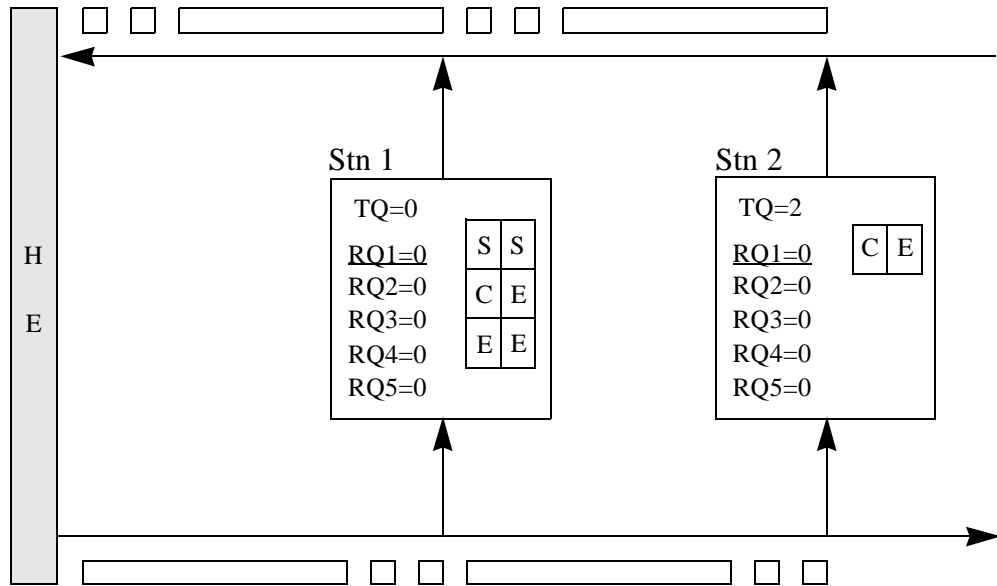 H
E
Stn 1
TQ=0
RQ1=0
RQ2=0
RQ3=0
RQ4=0
RQ5=0
S S
C E
E E
Stn 2
TQ=2
RQ1=0
RQ2=0
RQ3=0
RQ4=0
RQ5=0
C E